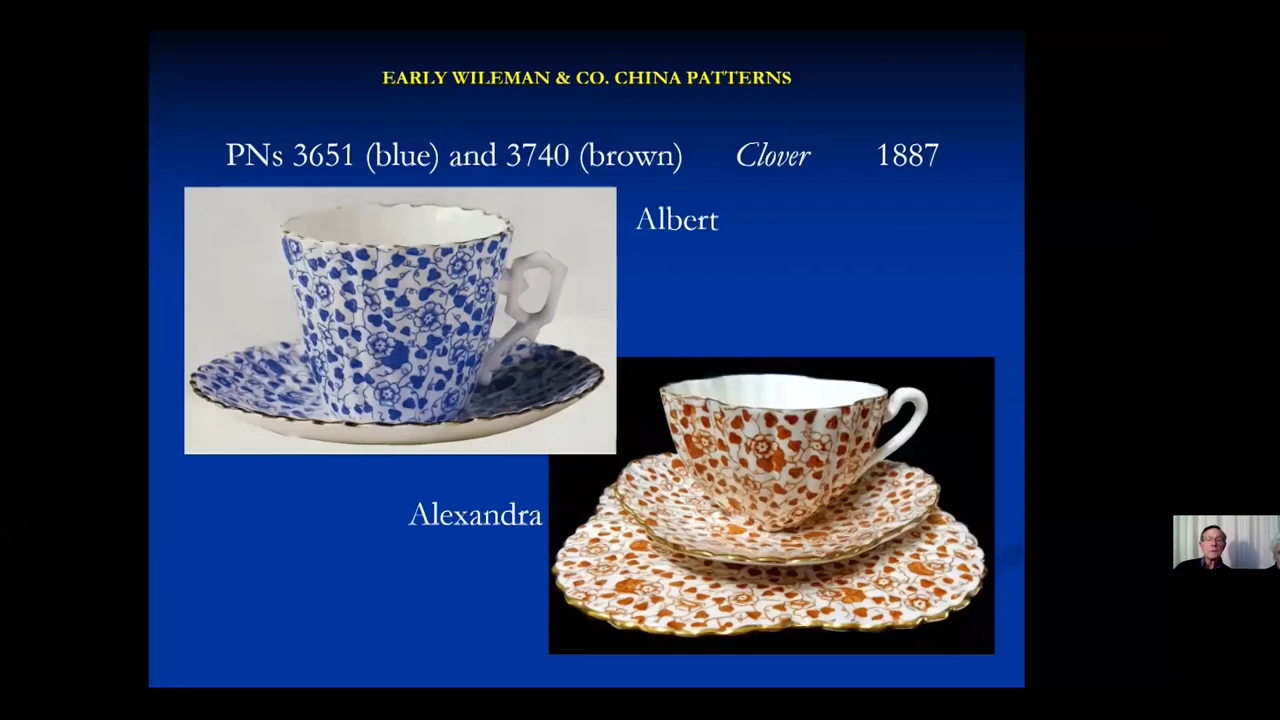 EARLY WILEMAN & CO. CHINA PATTERNS
PNs 3651 (blue) and 3740 (brown) Clover 1887
Albert
Alexandra